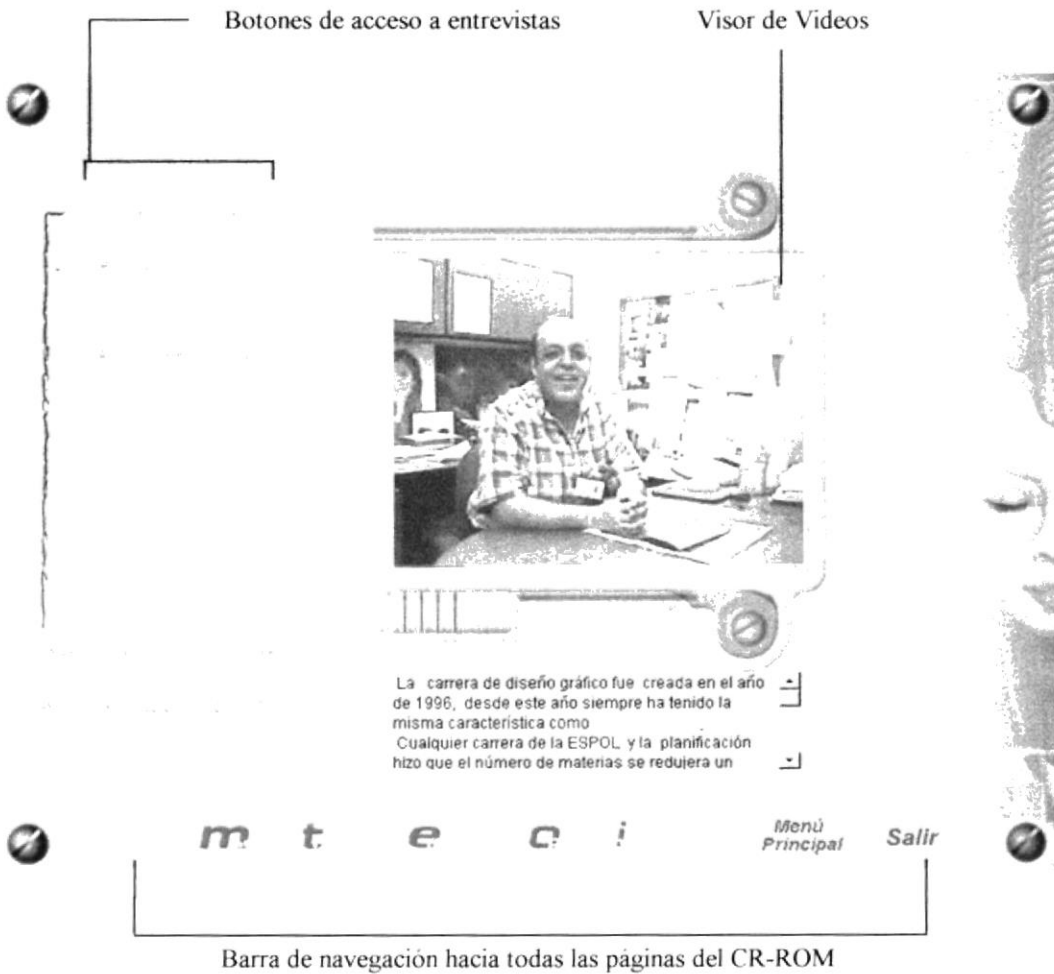 Botones de acceso a entrevistas
Visor de Videos
La carrera de diseño gráfico fue creada en el año
de 1996, desde este año siempre ha tenido la
misma característica como
Cualquier carrera de la ESPOL y la planificación
hizo que el número de materias se redujera un
m t e o i
Menú
Principal
Salir
Barra de navegación hacia todas las páginas del CR-ROM